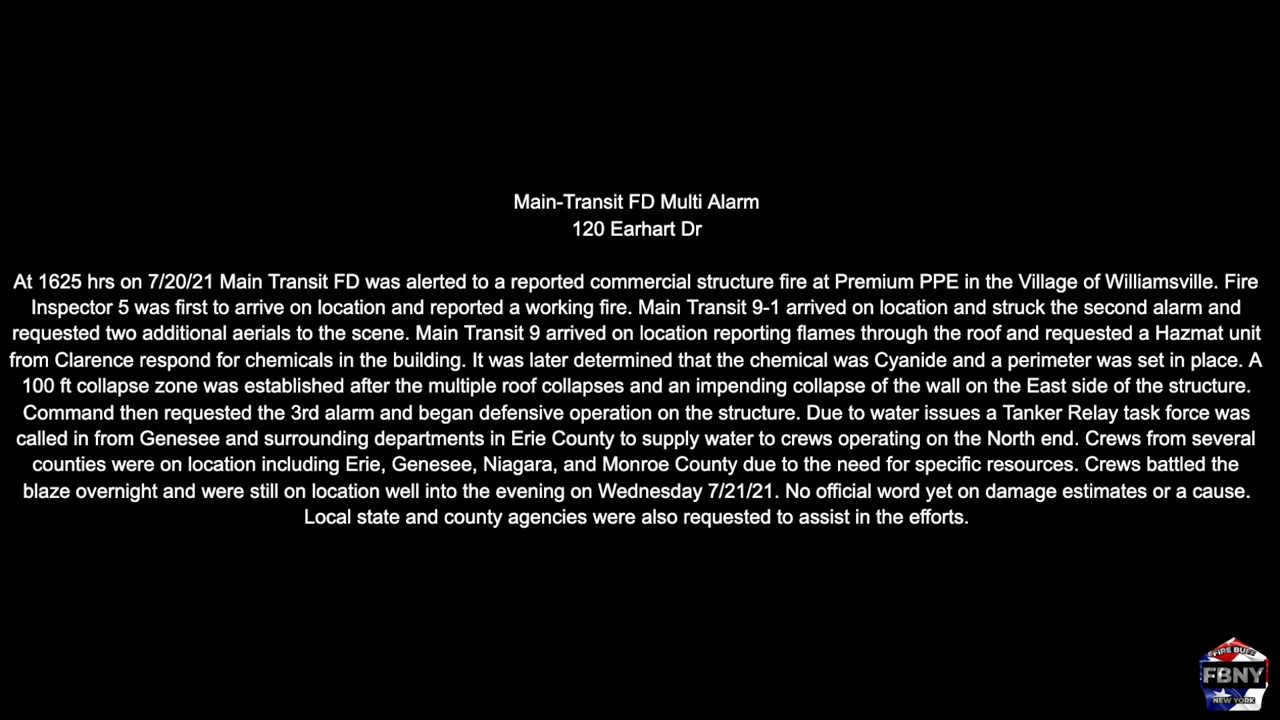 Main-Transit FD Multi Alarm
120 Earhart Dr
At 1625 hrs on 7/20/21 Main Transit FD was alerted to a reported commercial structure fire at Premium PPE in the Village of Williamsville. Fire
Inspector 5 was first to arrive on location and reported a working fire. Main Transit 9-1 arrived on location and struck the second alarm and
requested two additional aerials to the scene. Main Transit 9 arrived on location reporting flames through the roof and requested a Hazmat unit
from Clarence respond for chemicals in the building. It was later determined that the chemical was Cyanide and a perimeter was set in place. A
100 ft collapse zone was established after the multiple roof collapses and an impending collapse of the wall on the East side of the structure.
Command then requested the 3rd alarm and began defensive operation on the structure. Due to water issues a Tanker Relay task force was
called in from Genesee and surrounding departments in Erie County to supply water to crews operating on the North end. Crews from several
counties were on location including Erie, Genesee, Niagara, and Monroe County due to the need for specific resources. Crews battled the
blaze overnight and were still on location well into the evening on Wednesday 7/21/21. No official word yet on damage estimates or a cause.
Local state and county agencies were also requested to assist in the efforts.
FIRE BUFF
FBNY
NEW YORK